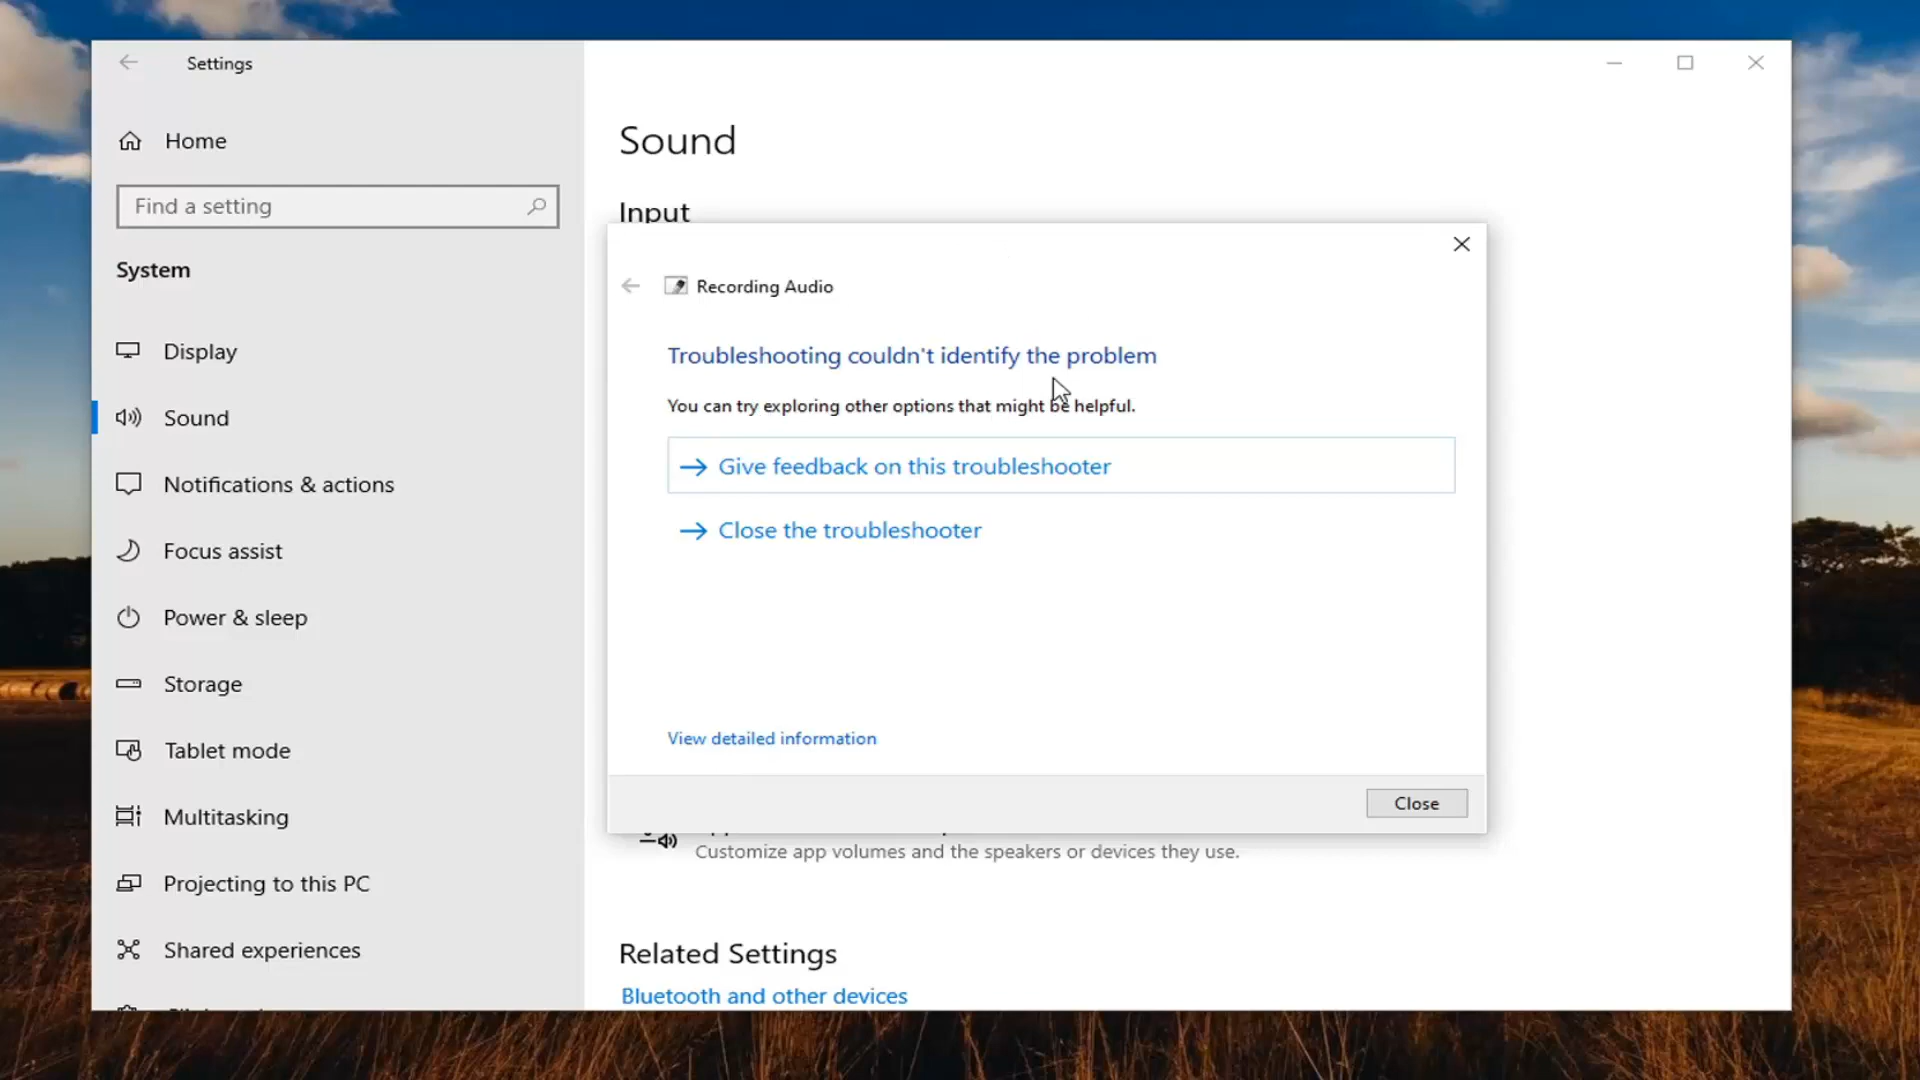 Settings
Home
Find a setting
System
Display
Sound
Notifications & actions
Focus assist
Power & sleep
Storage
Tablet mode
Multitasking
Projecting to this PC
Shared experiences
Sound
Input
Recording Audio
Troubleshooting couldn't identify the problem
You can try exploring other options that might be helpful.
Give feedback on this troubleshooter
Close the troubleshooter
View detailed information
Close
Customize app volumes and the speakers or devices they use.
Related Settings
Bluetooth and other devices